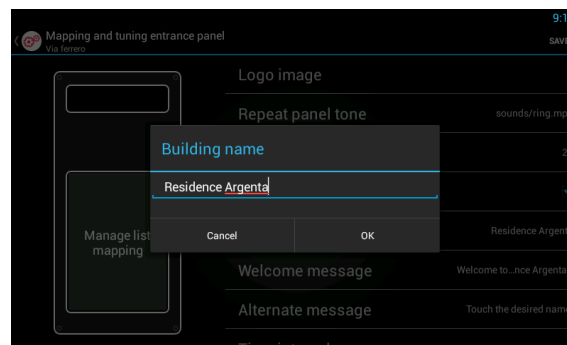 9:1
Mapping and tuning entrance panel
Via ferrero
SAVE
Logo image
Repeat panel tone
sounds/ring.mp
Building name
2
Residence Argenta
Manage list
mapping
Cancel
OK
Residence Argent
Welcome message
Welcome to...nce Argenta
Alternate message
Touch the desired name